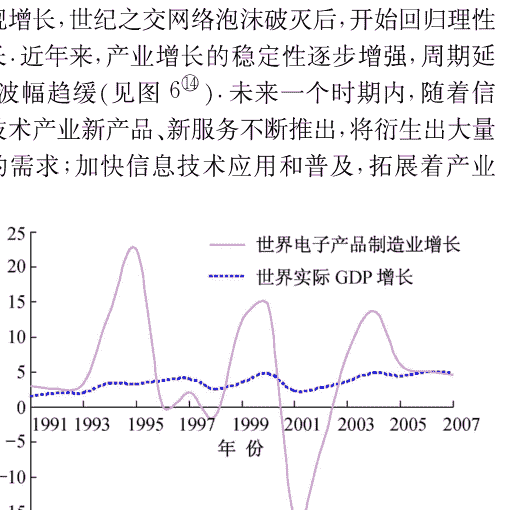 观增长,世纪之交网络泡沫破灭后,开始回归理性
长.近年来,产业增长的稳定性逐步增强,周期延
波幅趋缓(见图 6⑭).未来一个时期内,随着信
技术产业新产品、新服务不断推出,将衍生出大量
的需求;加快信息技术应用和普及,拓展着产业
25
世界电子产品制造业增长
20
世界实际 GDP 增长
15
10
5
0
1991 1993 1995 1997 1999 2001 2003 2005 2007
年 份
-5
-10